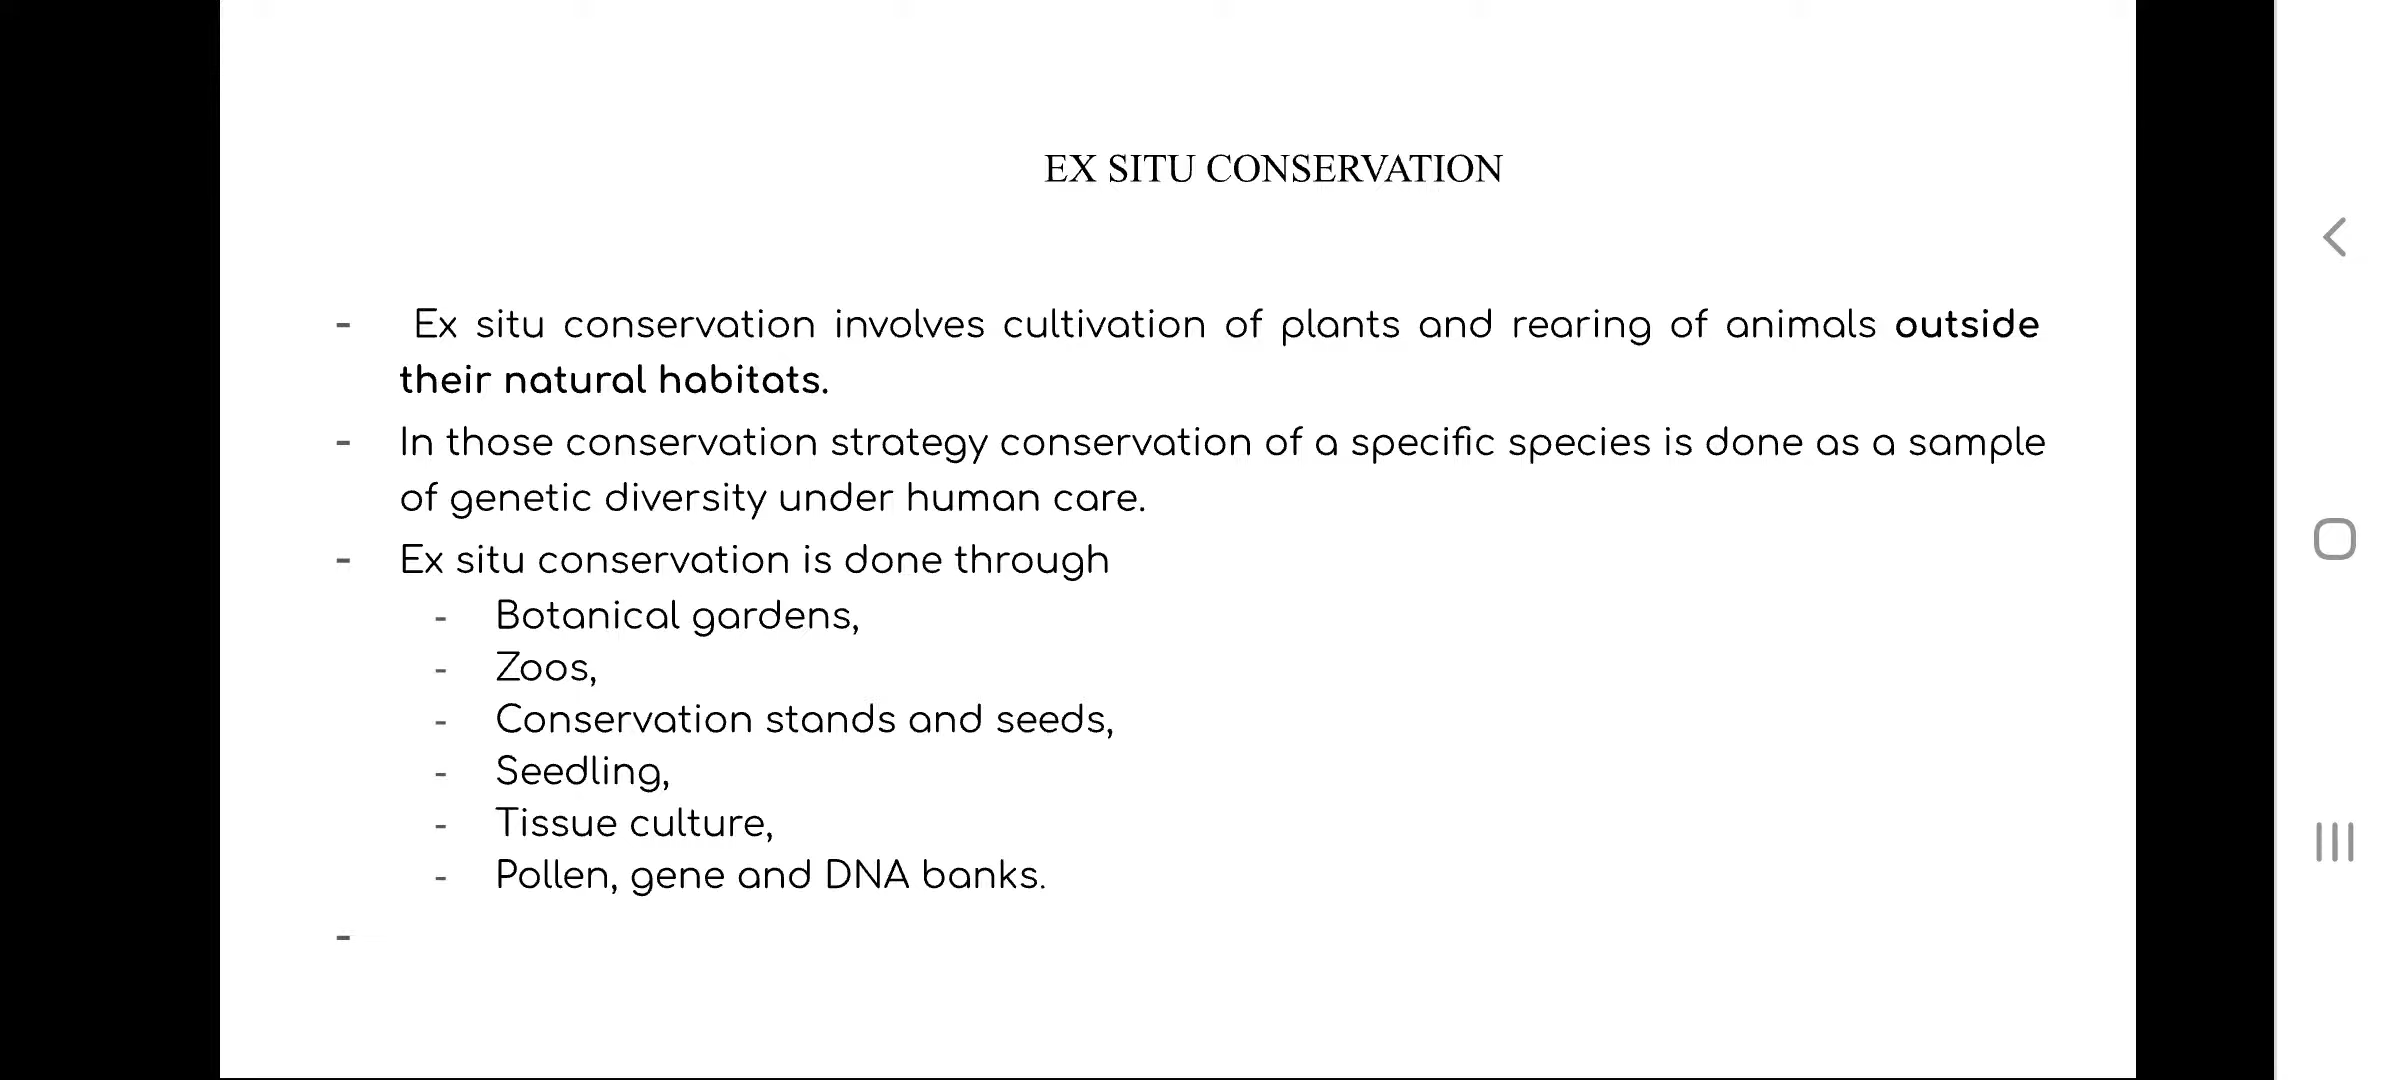 EX SITU CONSERVATION
- Ex situ conservation involves cultivation of plants and rearing of animals outside
their natural habitats.
- In those conservation strategy conservation of a specific species is done as a sample
of genetic diversity under human care.
- Ex situ conservation is done through
- Botanical gardens,
- Zoos,
- Conservation stands and seeds,
- Seedling,
- Tissue culture,
- Pollen, gene and DNA banks.
-